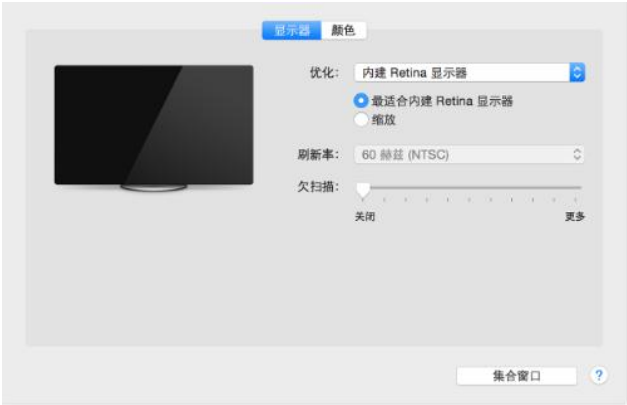 显示器 颜色
优化： 内建 Retina 显示器
最适合内建 Retina 显示器
缩放
刷新率： 60 赫兹 (NTSC)
欠扫描：
关闭 更多
集合窗口 ?